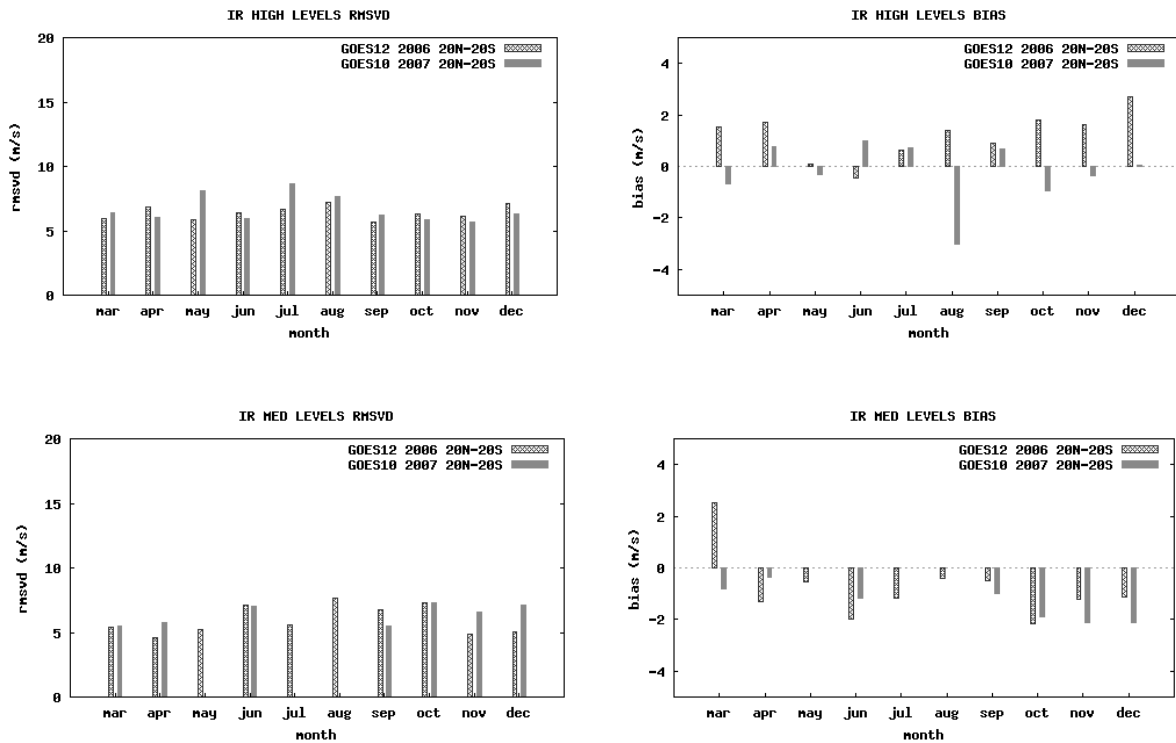 IR HIGH LEVELS RMSVD
20
15
10
5
0
rmsvd (m/s)
GOES12 2006 20N-20S
GOES10 2007 20N-20S
mar apr may jun jul aug sep oct nov dec
month
IR HIGH LEVELS BIAS
4
2
0
-2
-4
bias (m/s)
GOES12 2006 20N-20S
GOES10 2007 20N-20S
mar apr may jun jul aug sep oct nov dec
month
IR MED LEVELS RMSVD
20
15
10
5
0
rmsvd (m/s)
GOES12 2006 20N-20S
GOES10 2007 20N-20S
mar apr may jun jul aug sep oct nov dec
month
IR MED LEVELS BIAS
4
2
0
-2
-4
bias (m/s)
GOES12 2006 20N-20S
GOES10 2007 20N-20S
mar apr may jun jul aug sep oct nov dec
month